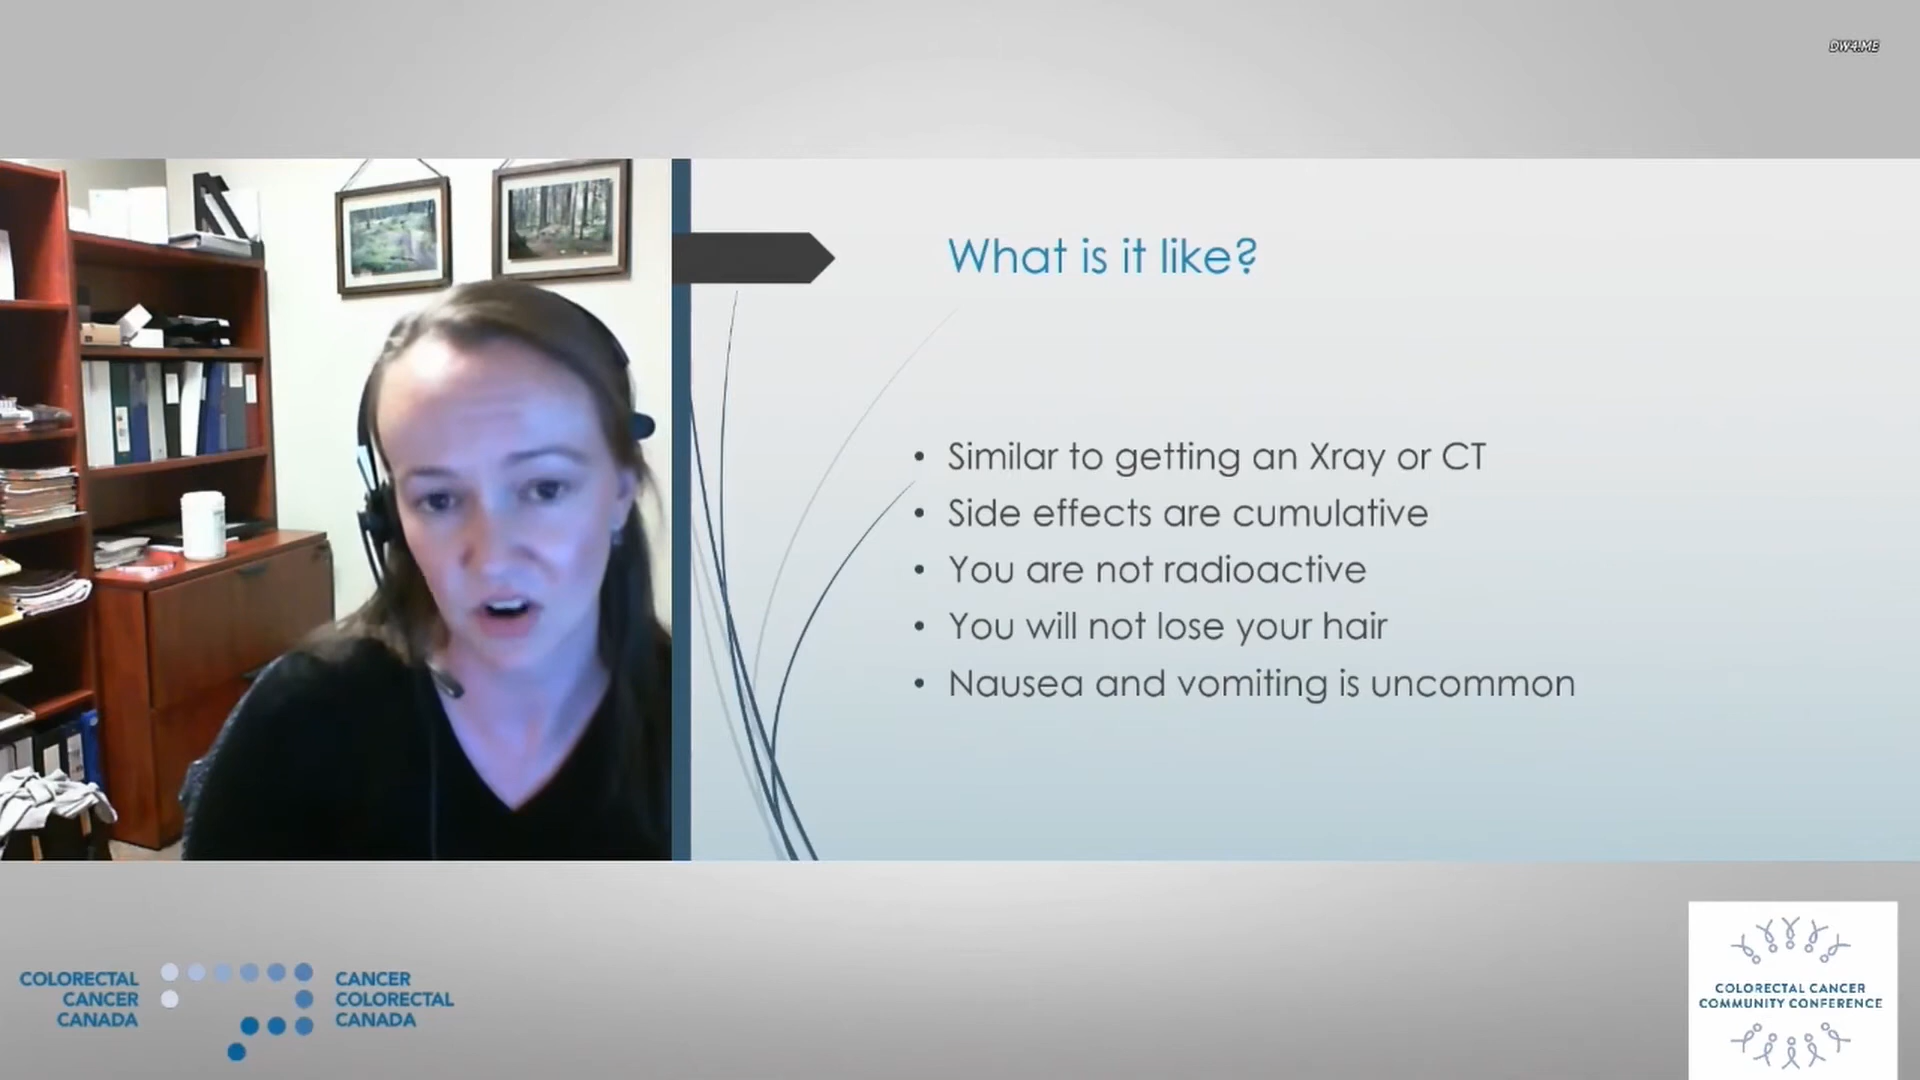 DW4.ME
What is it like?
• Similar to getting an Xray or CT
• Side effects are cumulative
• You are not radioactive
• You will not lose your hair
• Nausea and vomiting is uncommon
COLORECTAL
CANCER
CANADA
CANCER
COLORECTAL
CANADA
COLORECTAL CANCER
COMMUNITY CONFERENCE